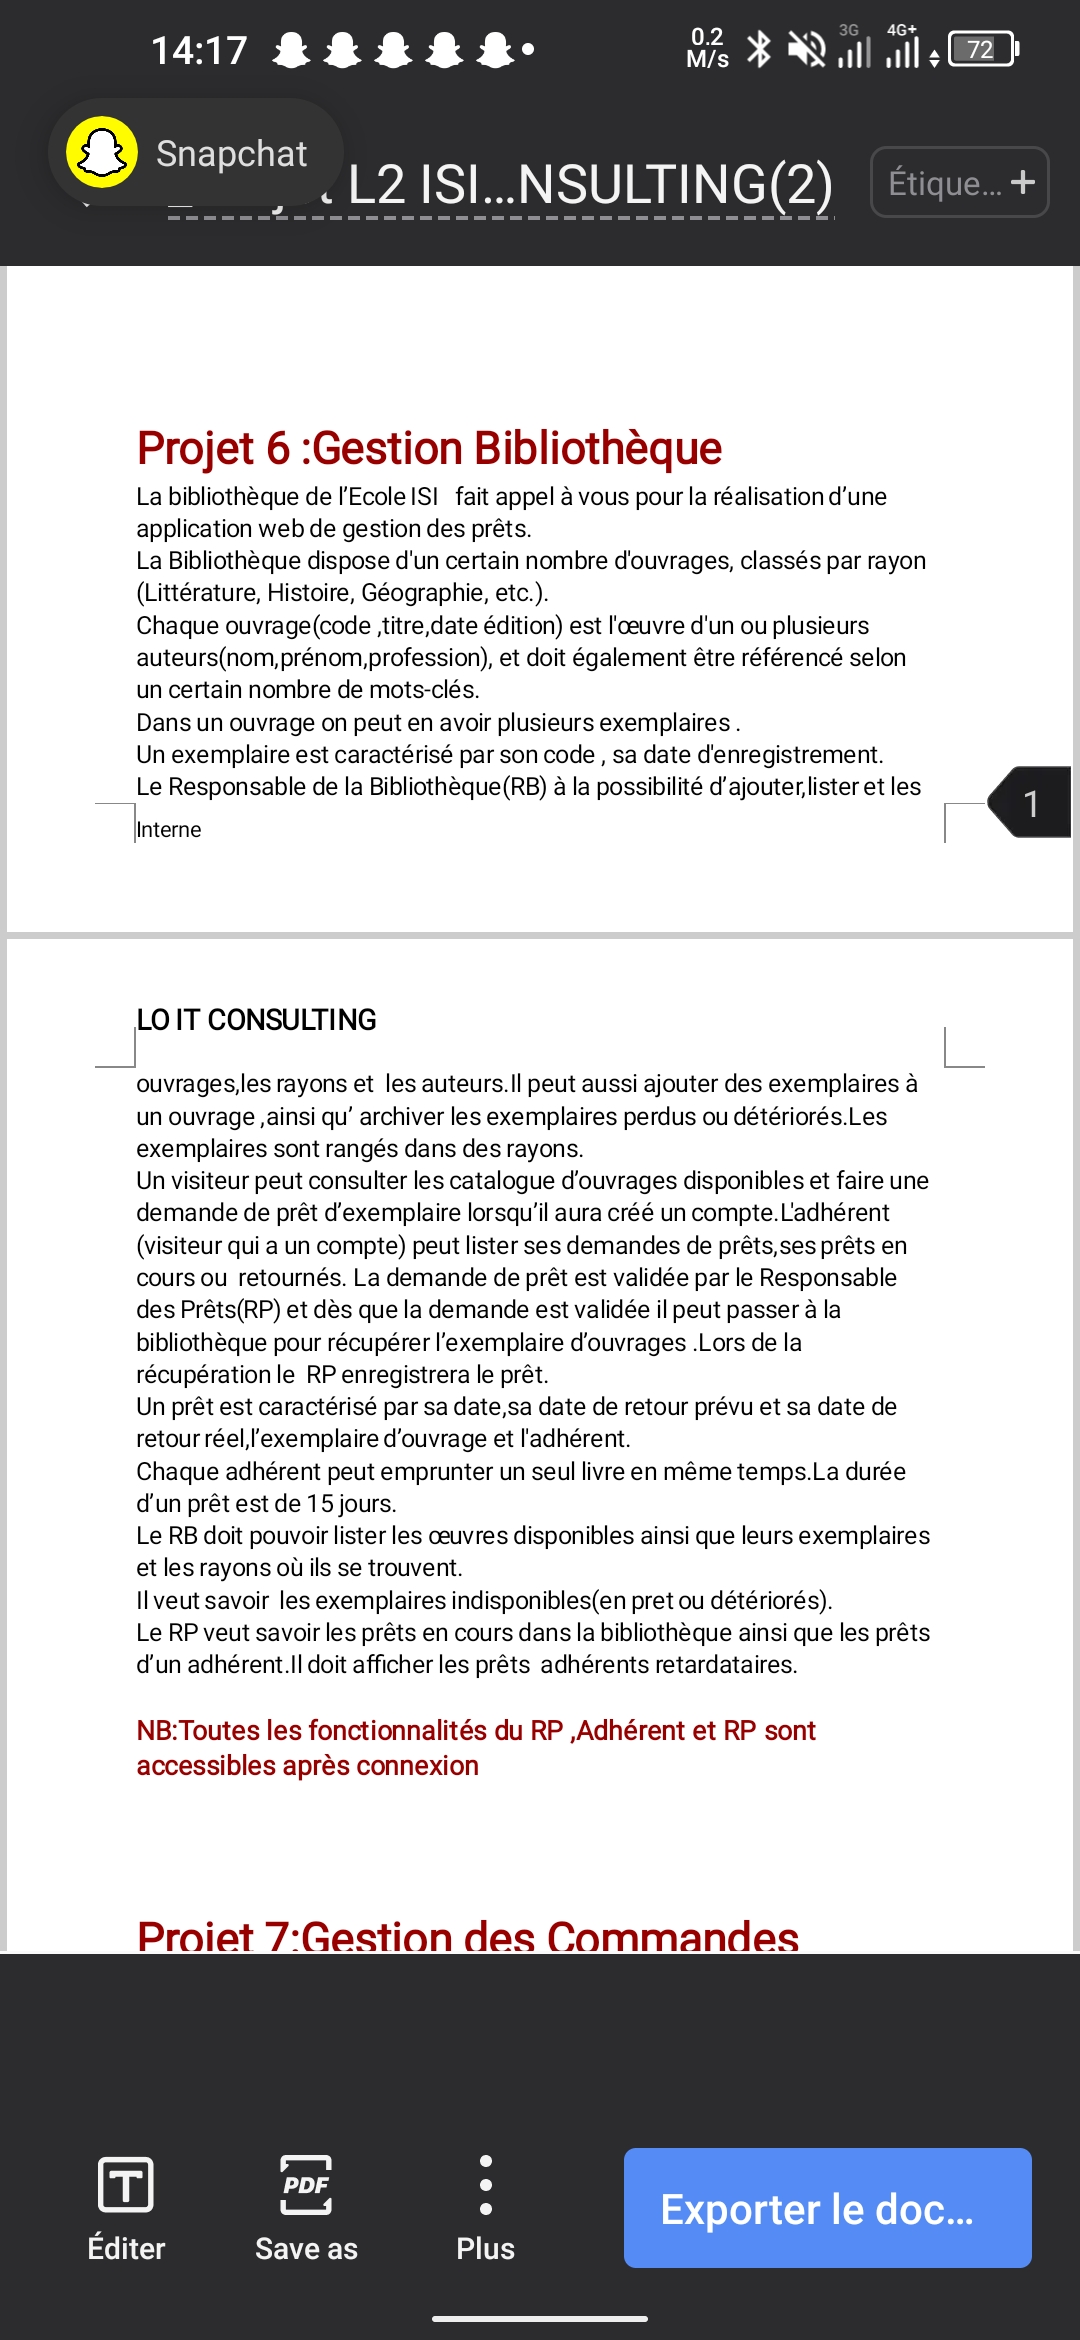 14:17
0.2
M/s
3G
4G+
72
Snapchat
L2 ISI...NSULTING(2)
Étique... +
Projet 6 :Gestion Bibliothèque
La bibliothèque de l’Ecole ISI fait appel à vous pour la réalisation d’une
application web de gestion des prêts.
La Bibliothèque dispose d'un certain nombre d'ouvrages, classés par rayon
(Littérature, Histoire, Géographie, etc.).
Chaque ouvrage(code ,titre,date édition) est l'œuvre d'un ou plusieurs
auteurs(nom,prénom,profession), et doit également être référencé selon
un certain nombre de mots-clés.
Dans un ouvrage on peut en avoir plusieurs exemplaires .
Un exemplaire est caractérisé par son code , sa date d'enregistrement.
Le Responsable de la Bibliothèque(RB) à la possibilité d’ajouter,lister et les
1
Interne
LO IT CONSULTING
ouvrages,les rayons et les auteurs.Il peut aussi ajouter des exemplaires à
un ouvrage ,ainsi qu’ archiver les exemplaires perdus ou détériorés.Les
exemplaires sont rangés dans des rayons.
Un visiteur peut consulter les catalogue d’ouvrages disponibles et faire une
demande de prêt d’exemplaire lorsqu’il aura créé un compte.L'adhérent
(visiteur qui a un compte) peut lister ses demandes de prêts,ses prêts en
cours ou retournés. La demande de prêt est validée par le Responsable
des Prêts(RP) et dès que la demande est validée il peut passer à la
bibliothèque pour récupérer l’exemplaire d’ouvrages .Lors de la
récupération le RP enregistrera le prêt.
Un prêt est caractérisé par sa date,sa date de retour prévu et sa date de
retour réel,l’exemplaire d’ouvrage et l'adhérent.
Chaque adhérent peut emprunter un seul livre en même temps.La durée
d’un prêt est de 15 jours.
Le RB doit pouvoir lister les œuvres disponibles ainsi que leurs exemplaires
et les rayons où ils se trouvent.
Il veut savoir les exemplaires indisponibles(en pret ou détériorés).
Le RP veut savoir les prêts en cours dans la bibliothèque ainsi que les prêts
d’un adhérent.Il doit afficher les prêts adhérents retardataires.
NB:Toutes les fonctionnalités du RP ,Adhérent et RP sont
accessibles après connexion
Projet 7:Gestion des Commandes
T
PDF
Éditer
Save as
Plus
Exporter le doc...